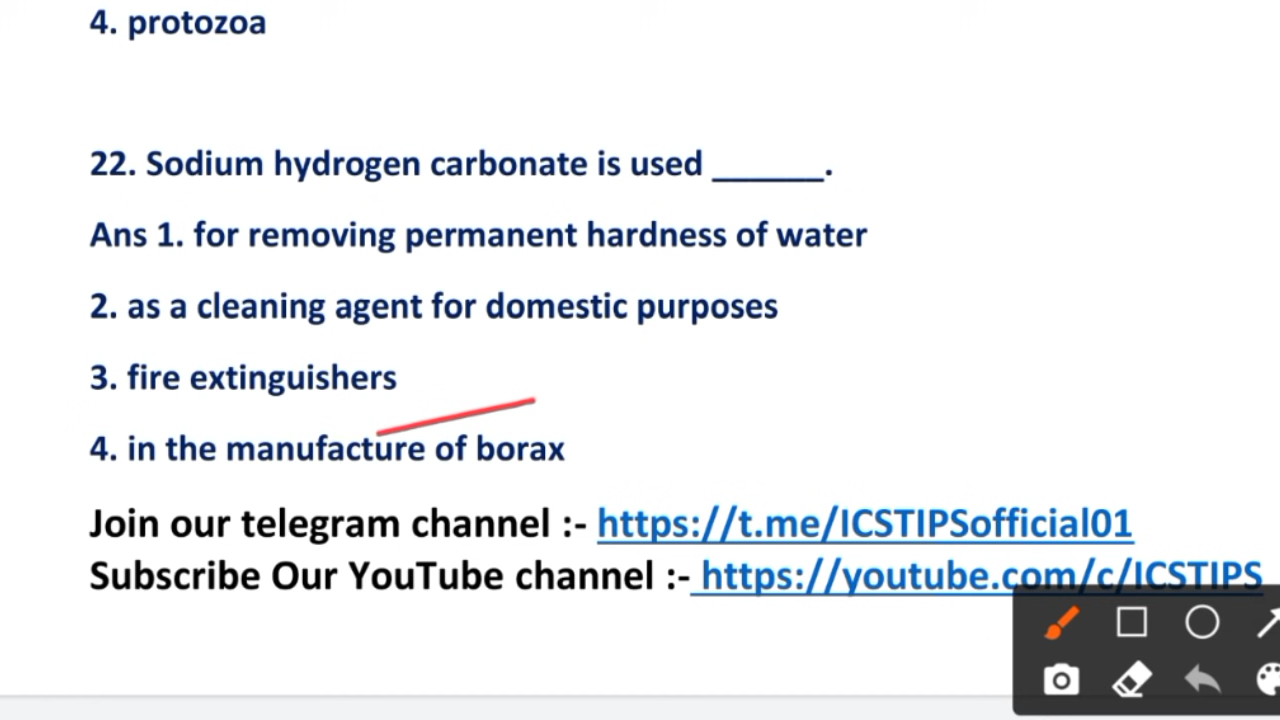 4. protozoa
22. Sodium hydrogen carbonate is used ______.
Ans 1. for removing permanent hardness of water
2. as a cleaning agent for domestic purposes
3. fire extinguishers
4. in the manufacture of borax
Join our telegram channel :- https://t.me/ICSTIPSofficial01
Subscribe Our YouTube channel :- https://youtube.com/c/ICSTIPS